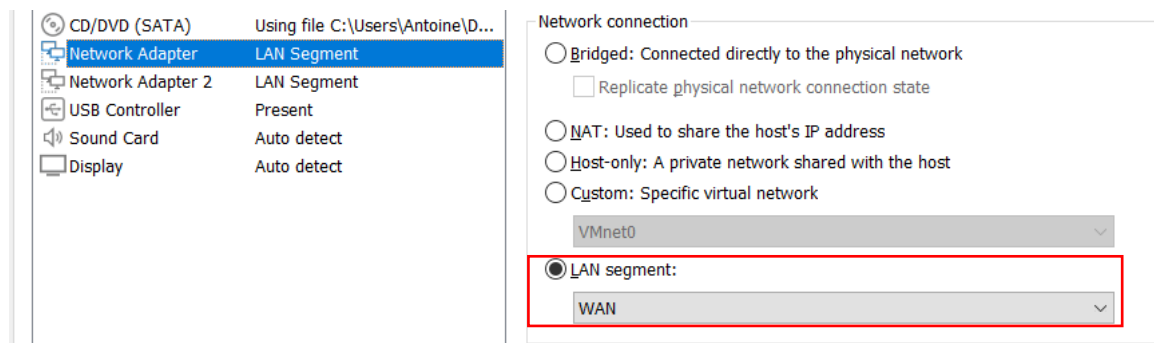 CD/DVD (SATA) Using file C:\Users\Antoine\D...
Network Adapter LAN Segment
Network Adapter 2 LAN Segment
USB Controller Present
Sound Card Auto detect
Display Auto detect
Network connection
Bridged: Connected directly to the physical network
Replicate physical network connection state
NAT: Used to share the host's IP address
Host-only: A private network shared with the host
Custom: Specific virtual network
VMnet0
LAN segment:
WAN